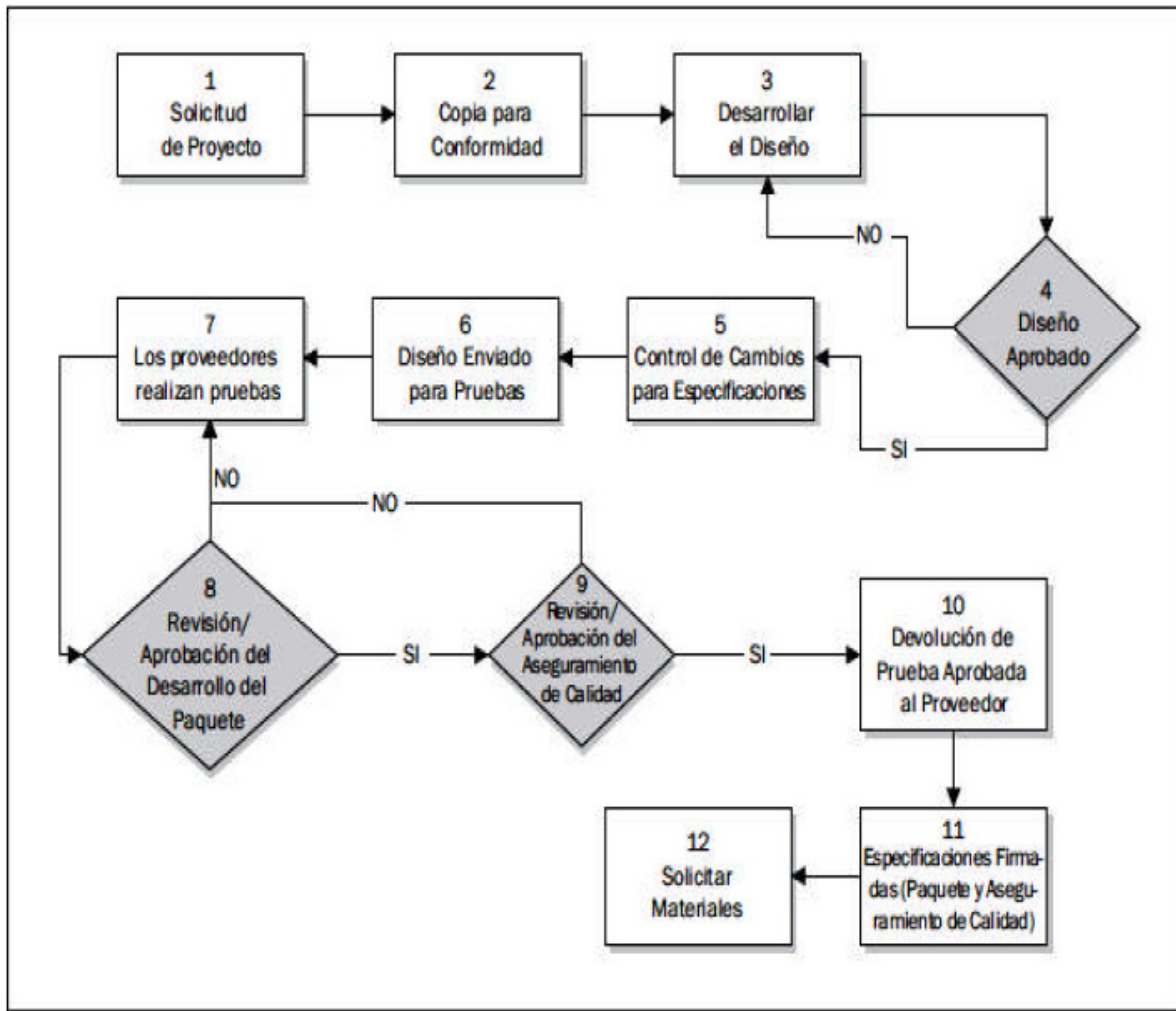 1
Solicitud
de Proyecto
2
Copia para
Conformidad
3
Desarrollar
el Diseño
NO
4
Diseño
Aprobado
7
Los proveedores
realizan pruebas
6
Diseño Enviado
para Pruebas
5
Control de Cambios
para Especificaciones
SI
NO
NO
8
Revisión/
Aprobación del
Desarrollo del
Paquete
SI
9
Revisión/
Aprobación del
Aseguramiento
de Calidad
SI
10
Devolución de
Prueba Aprobada
al Proveedor
12
Solicitar
Materiales
11
Especificaciones Firma-
das (Paquete y Asegu-
ramiento de Calidad)